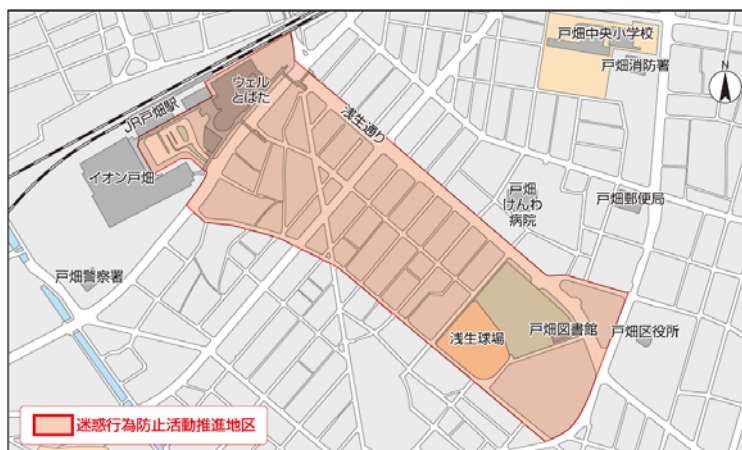 戸畑中央小学校
戸畑消防署
N
ウェル
とばた
JR戸畑駅
浅生通り
イオン戸畑
戸畑
けんわ
病院
戸畑郵便局
戸畑警察署
浅生球場
戸畑図書館
戸畑区役所
迷惑行為防止活動推進地区